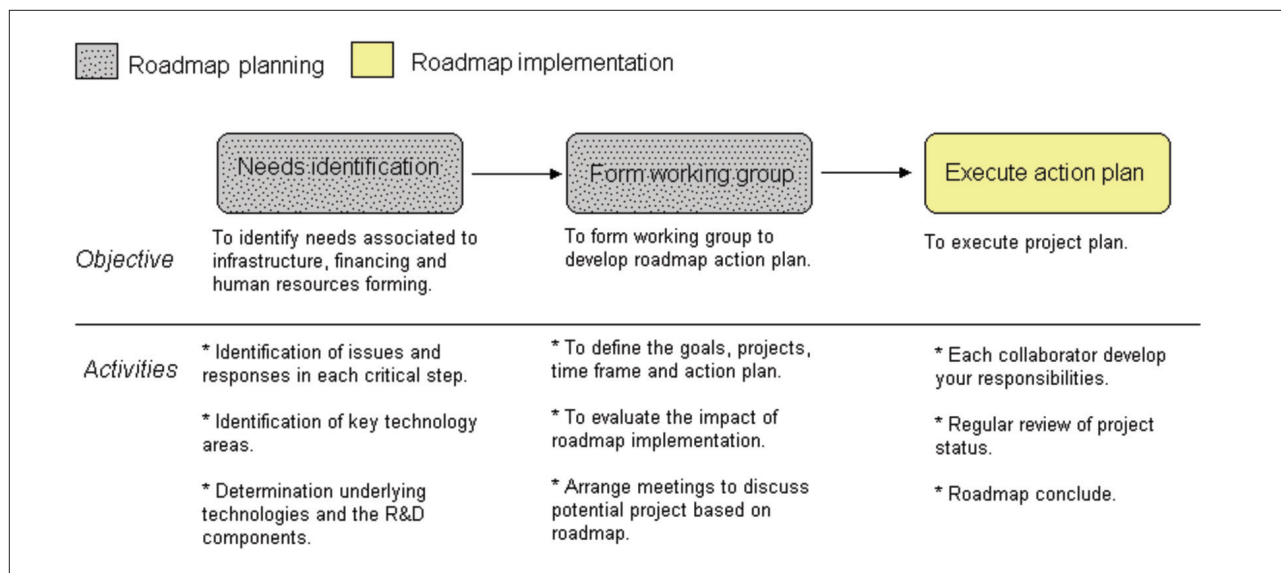 Roadmap planning
Roadmap implementation
Needs identification
Form working group
Execute action plan
Objective
To identify needs associated to
infrastructure, financing and
human resources forming.
To form working group to
develop roadmap action plan.
To execute project plan.
Activities
* Identification of issues and
responses in each critical step.
* Identification of key technology
areas.
* Determination underlying
technologies and the R&D
components.
* To define the goals, projects,
time frame and action plan.
* To evaluate the impact of
roadmap implementation.
* Arrange meetings to discuss
potential project based on
roadmap.
* Each collaborator develop
your responsibilities.
* Regular review of project
status.
* Roadmap conclude.